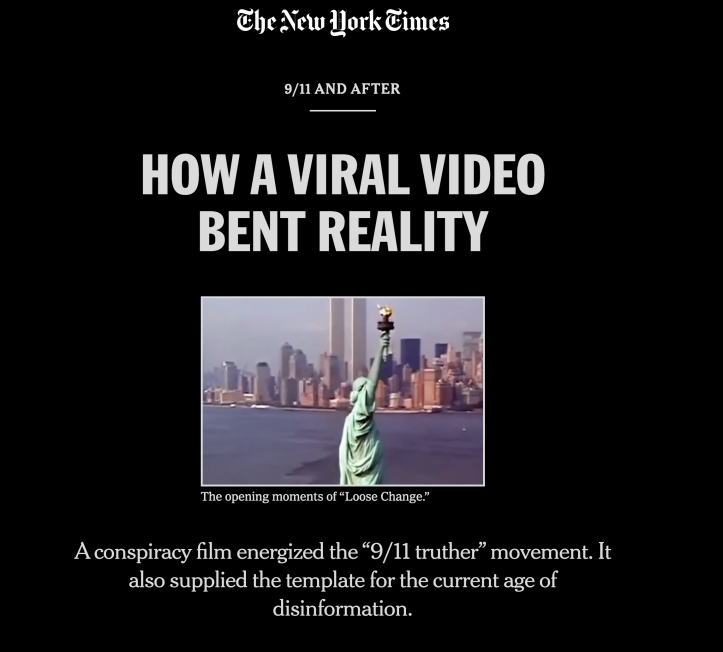 The New York Times
9/11 AND AFTER
HOW A VIRAL VIDEO
BENT REALITY
The opening moments of “Loose Change.”
A conspiracy film energized the “9/11 truther” movement. It
also supplied the template for the current age of
disinformation.